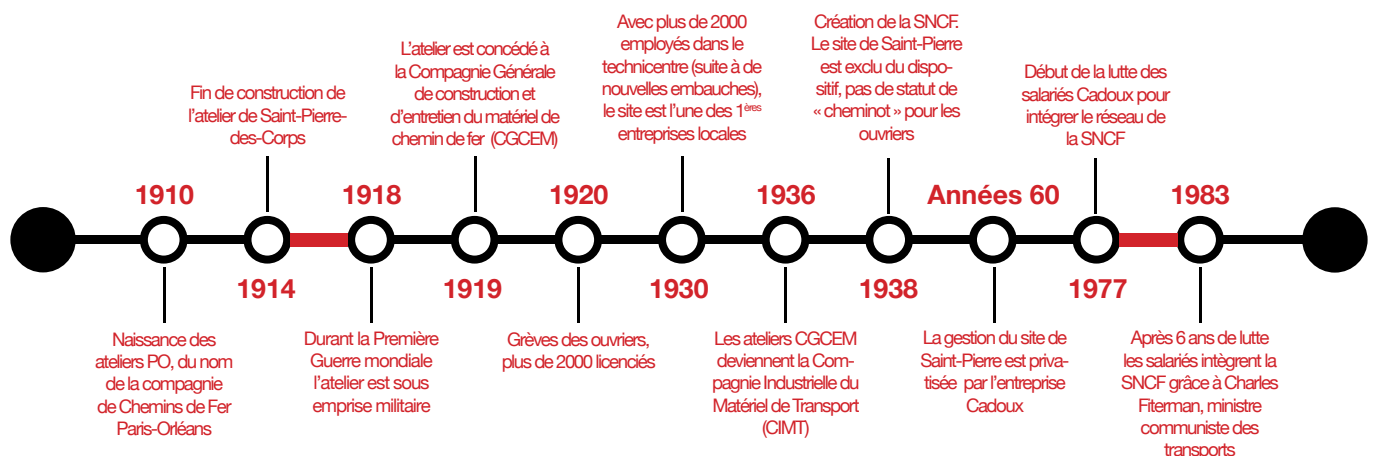 1910
Naissance des
ateliers PO, du nom
de la compagnie
de Chemins de Fer
Paris-Orléans
Fin de construction de
l’atelier de Saint-Pierre-
des-Corps
1914
1918
Durant la Première
Guerre mondiale
l’atelier est sous
emprise militaire
L’atelier est concédé à
la Compagnie Générale
de construction et
d’entretien du matériel de
chemin de fer (CGCEM)
1919
1920
Grèves des ouvriers,
plus de 2000 licenciés
Avec plus de 2000
employés dans le
technicentre (suite à de
nouvelles embauches),
le site est l’une des 1ères
entreprises locales
1930
1936
Les ateliers CGCEM
deviennent la Com-
pagnie Industrielle du
Matériel de Transport
(CIMT)
Création de la SNCF.
Le site de Saint-Pierre
est exclu du dispo-
sitif, pas de statut de
« cheminot » pour les
ouvriers
1938
Années 60
La gestion du site de
Saint-Pierre est priva-
tisée par l’entreprise
Cadoux
Début de la lutte des
salariés Cadoux pour
intégrer le réseau de
la SNCF
1977
1983
Après 6 ans de lutte
les salariés intègrent la
SNCF grâce à Charles
Fiterman, ministre
communiste des
transports